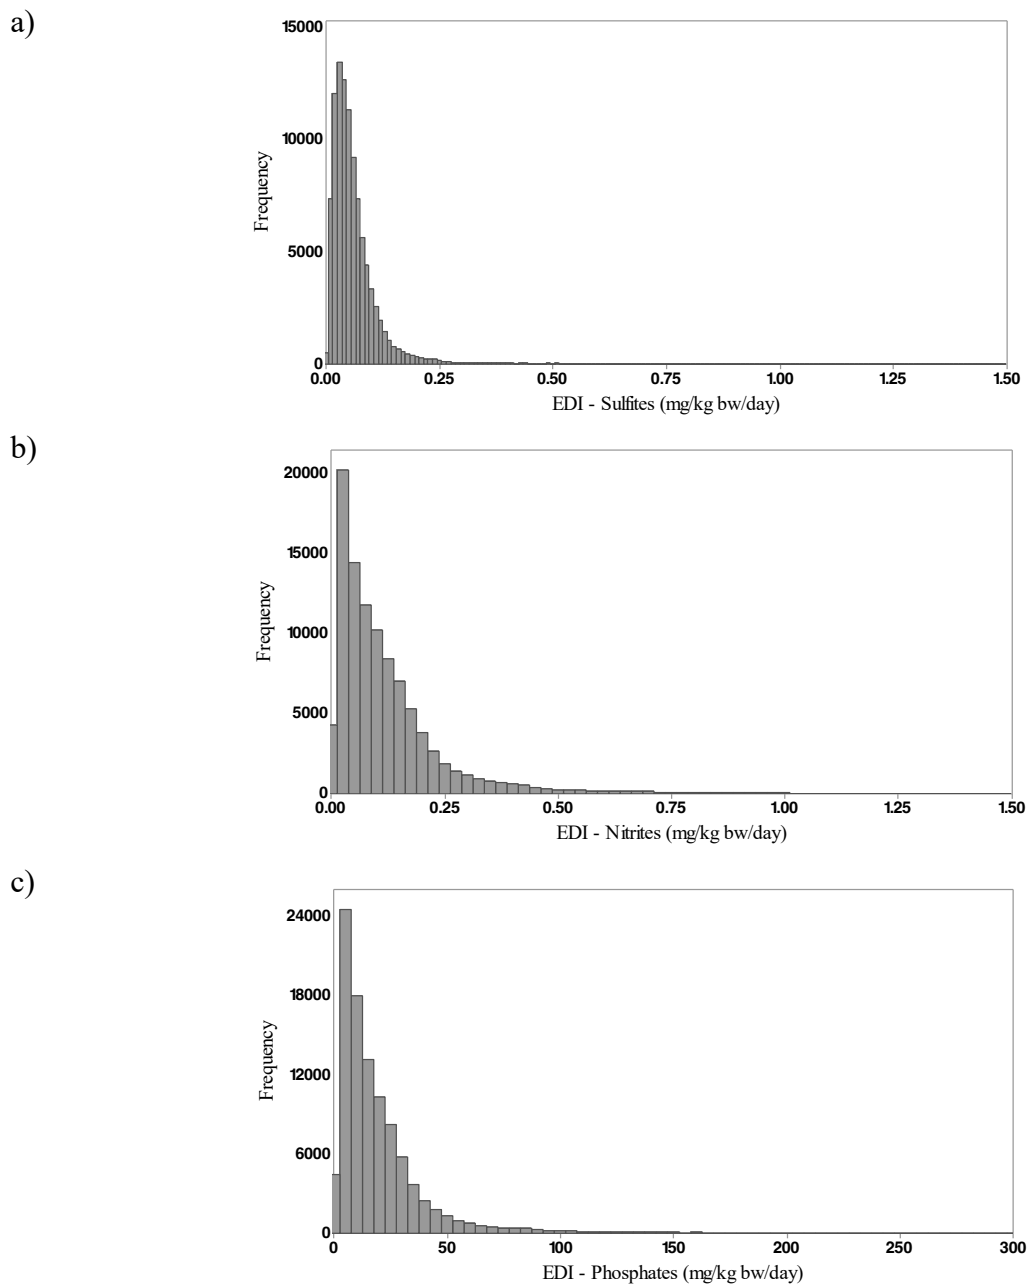 a)
15000
10000
5000
0
Frequency
0.00 0.25 0.50 0.75 1.00 1.25 1.50
EDI - Sulfites (mg/kg bw/day)
b)
20000
15000
10000
5000
0
Frequency
0.00 0.25 0.50 0.75 1.00 1.25 1.50
EDI - Nitrites (mg/kg bw/day)
c)
24000
18000
12000
6000
0
Frequency
0 50 100 150 200 250 300
EDI - Phosphates (mg/kg bw/day)